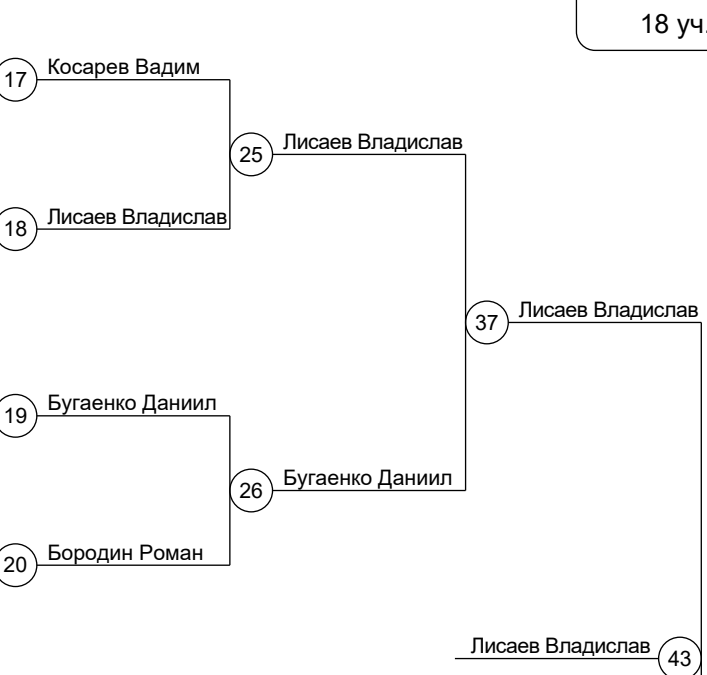 18 уч.
17 Косарев Вадим
25 Лисаев Владислав
18 Лисаев Владислав
37 Лисаев Владислав
19 Бугаенко Даниил
26 Бугаенко Даниил
20 Бородин Роман
Лисаев Владислав 43